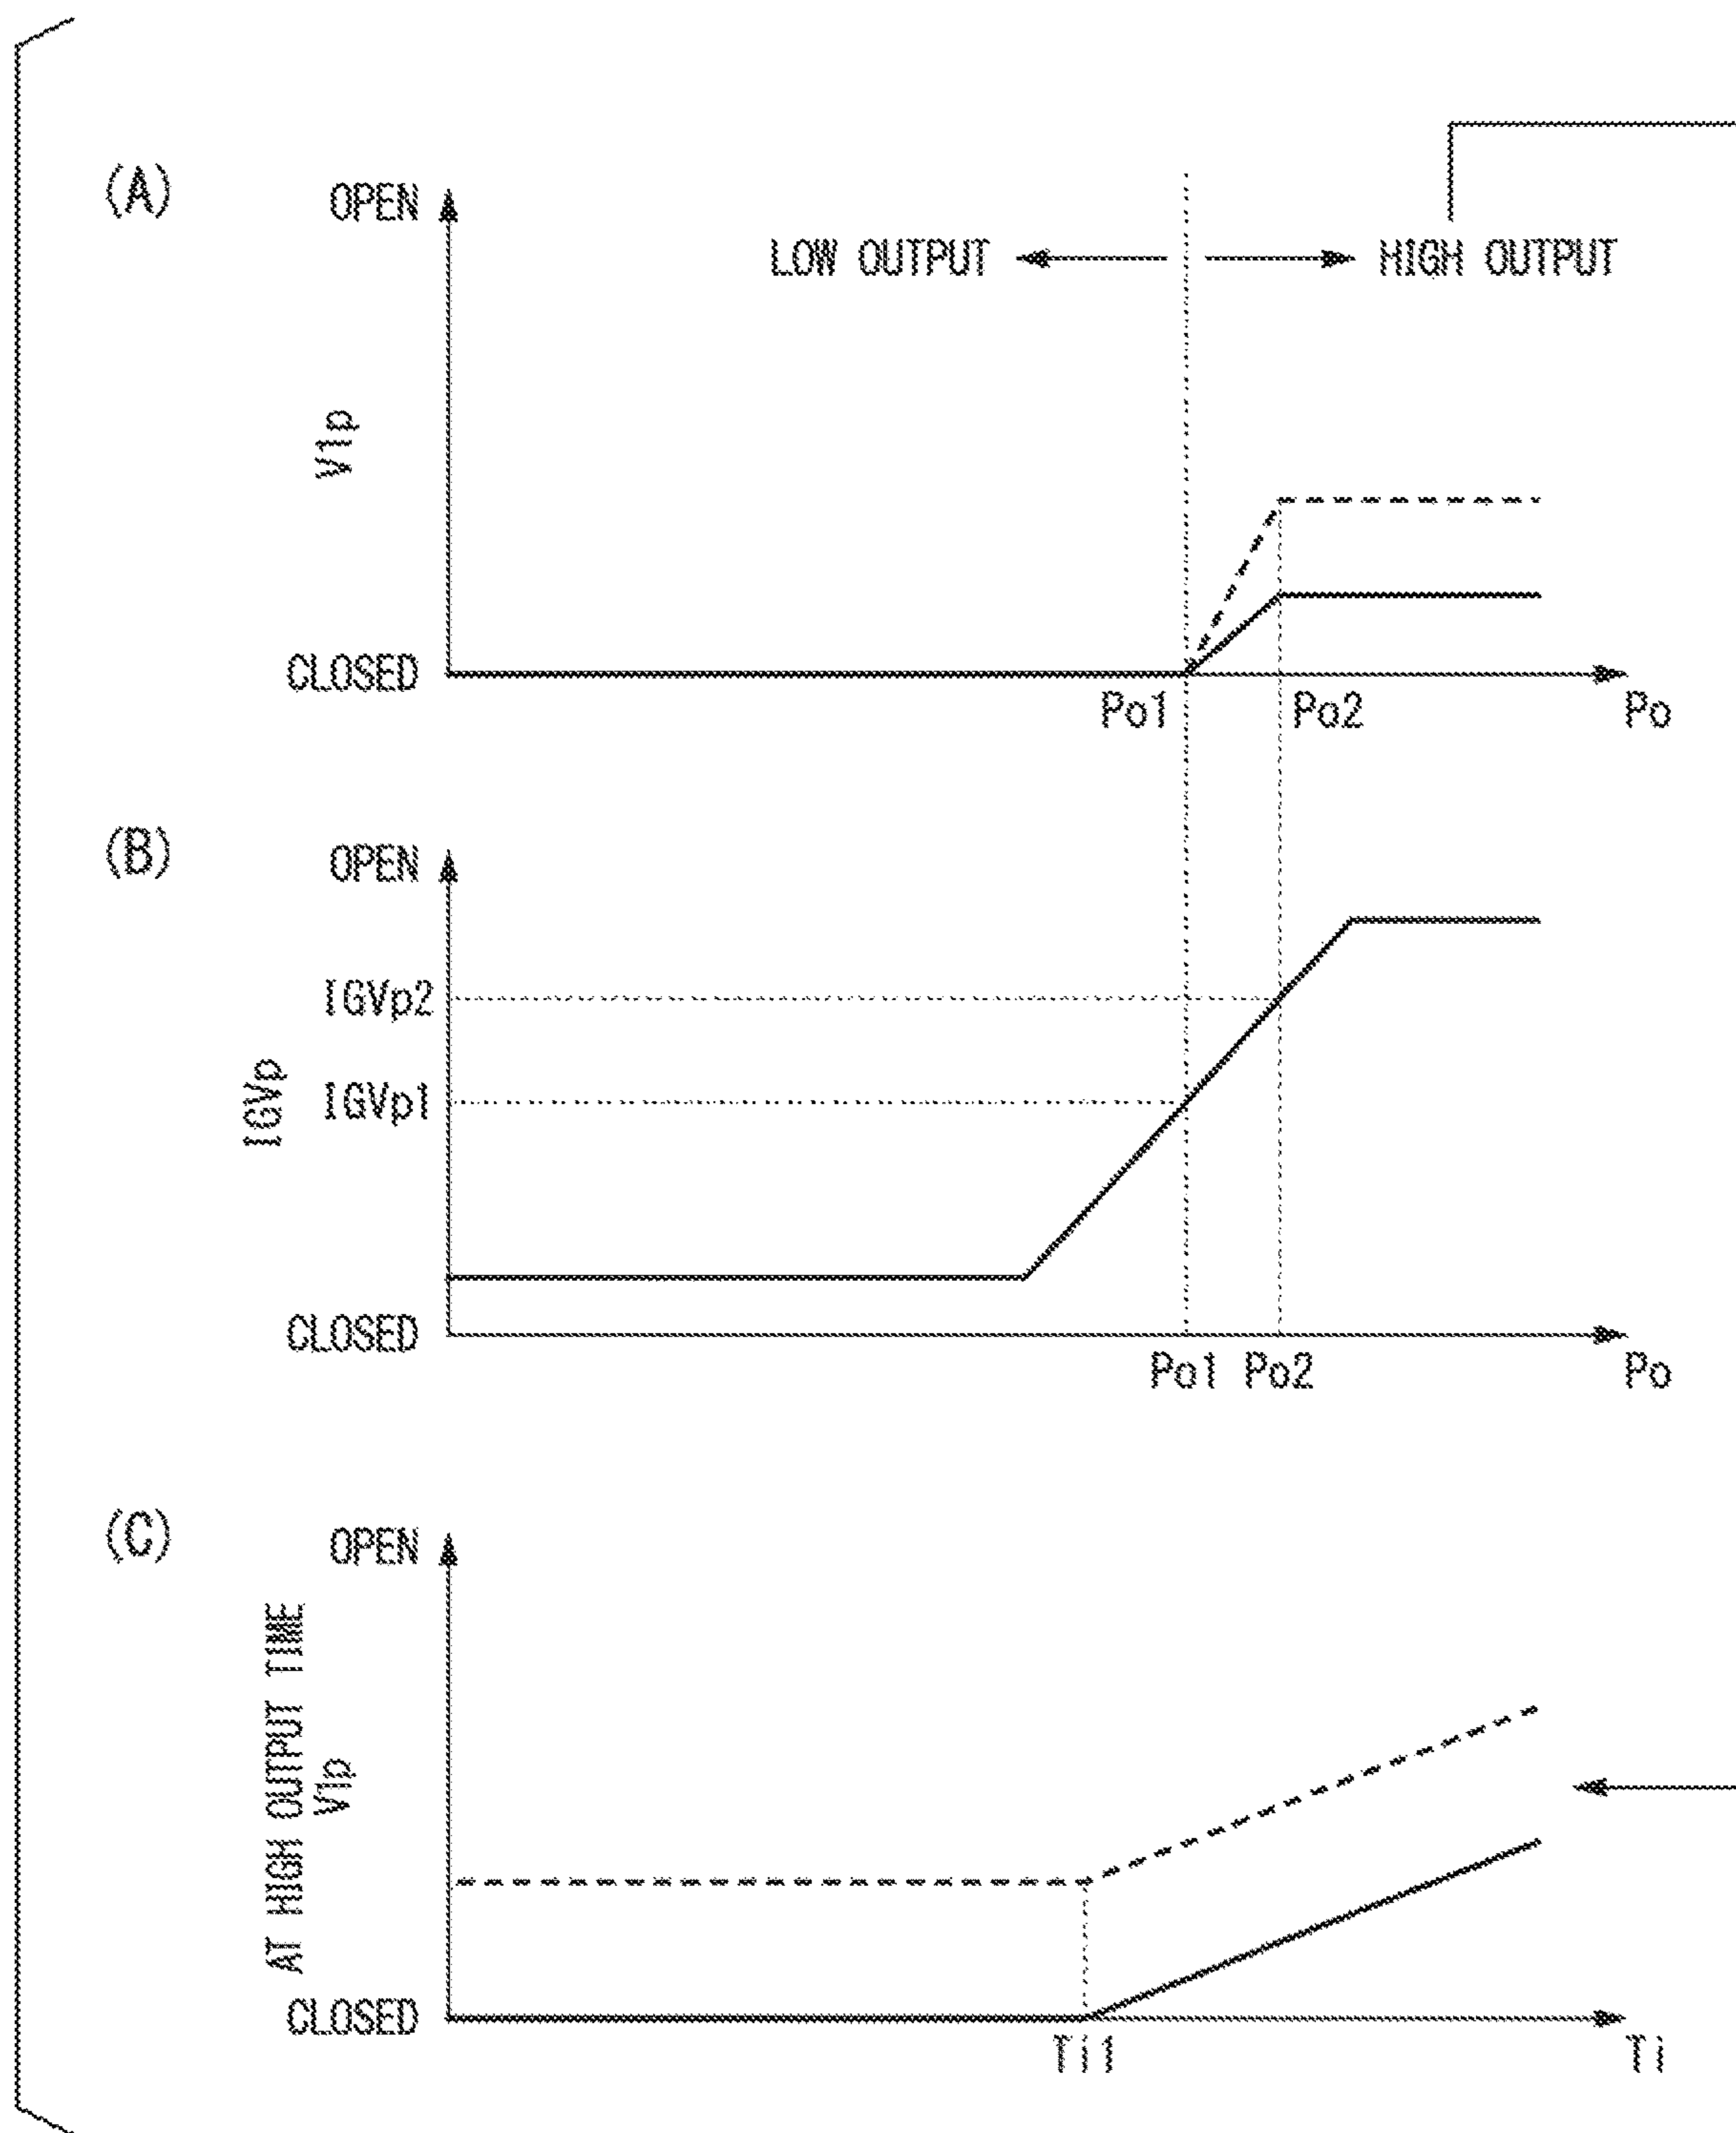 (A)
OPEN
LOW OUTPUT
HIGH OUTPUT
V1p
CLOSED
Po1
Po2
Po
(B)
OPEN
IGVp2
IGVp1
IGVp
CLOSED
Po1
Po2
Po
(C)
OPEN
AT HIGH OUTPUT TIME
V1p
CLOSED
Ti1
Ti